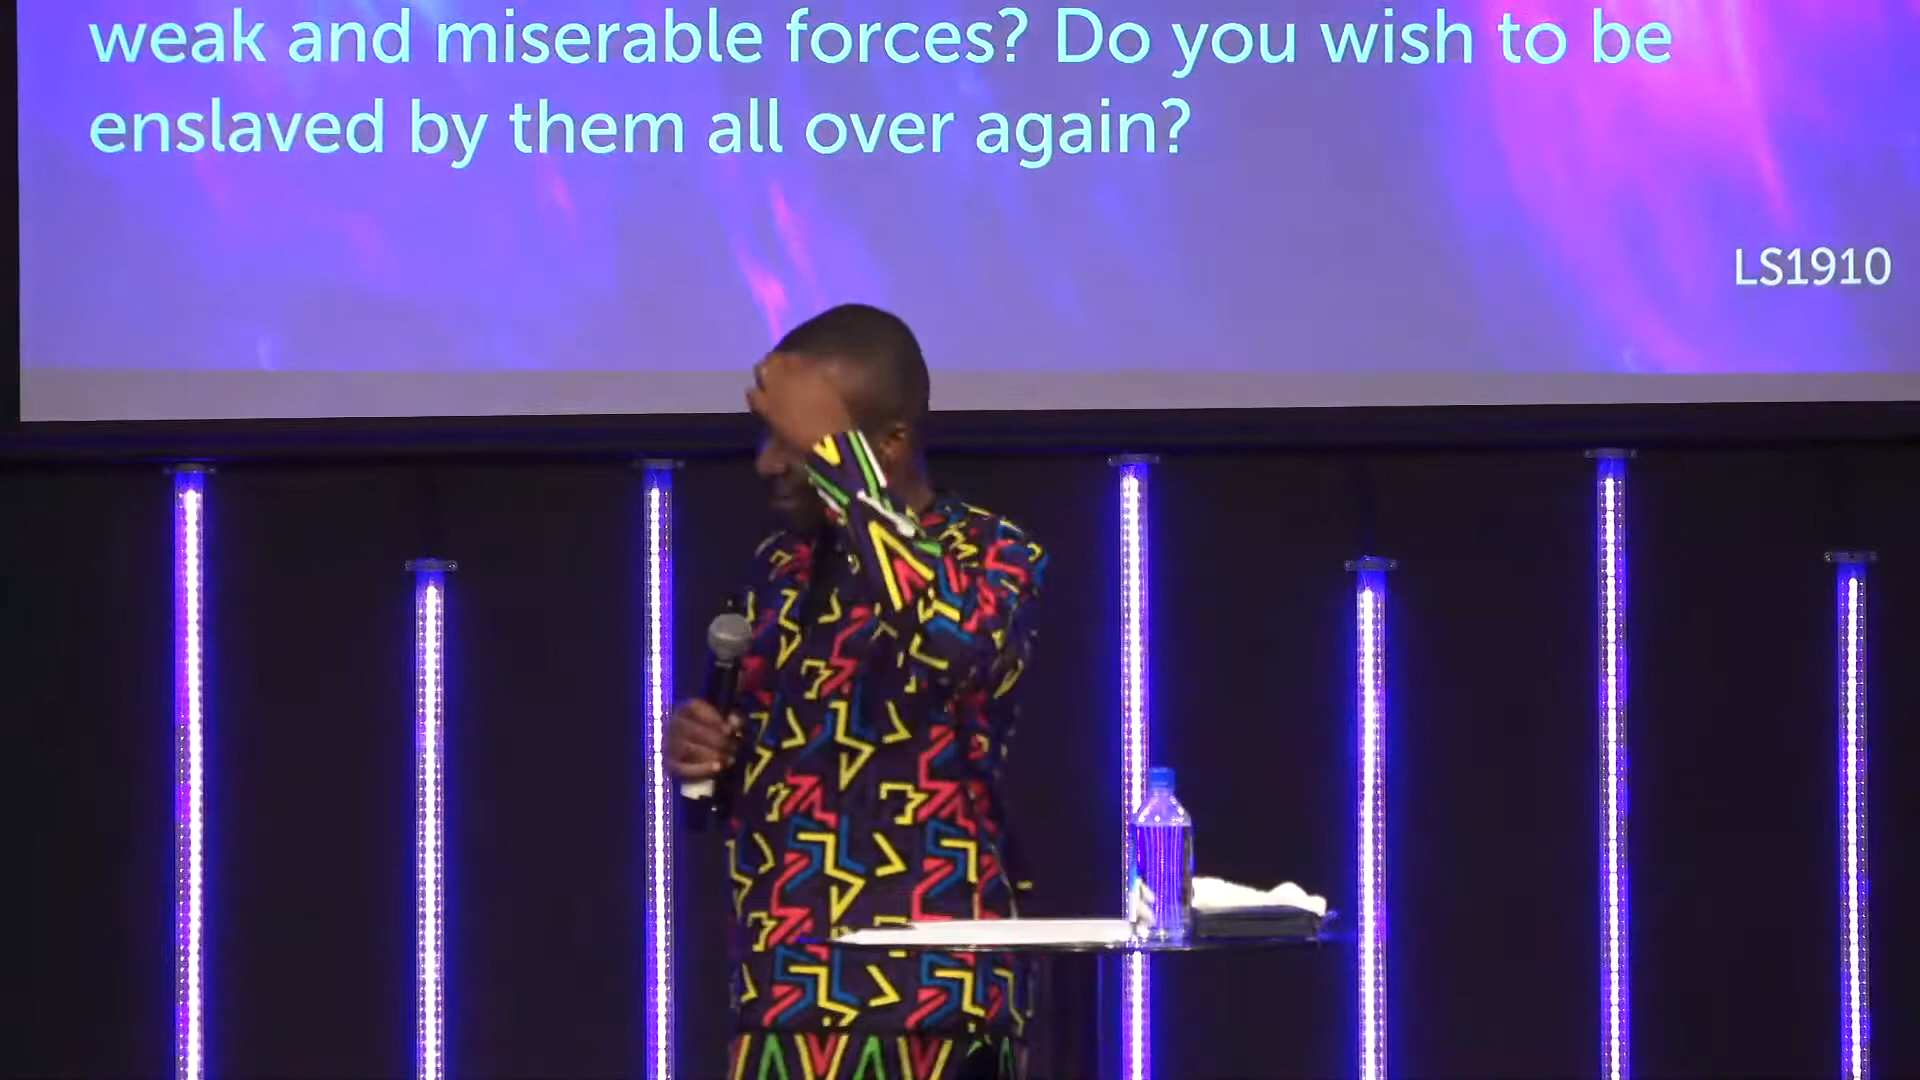 weak and miserable forces? Do you wish to be
enslaved by them all over again?
LS1910